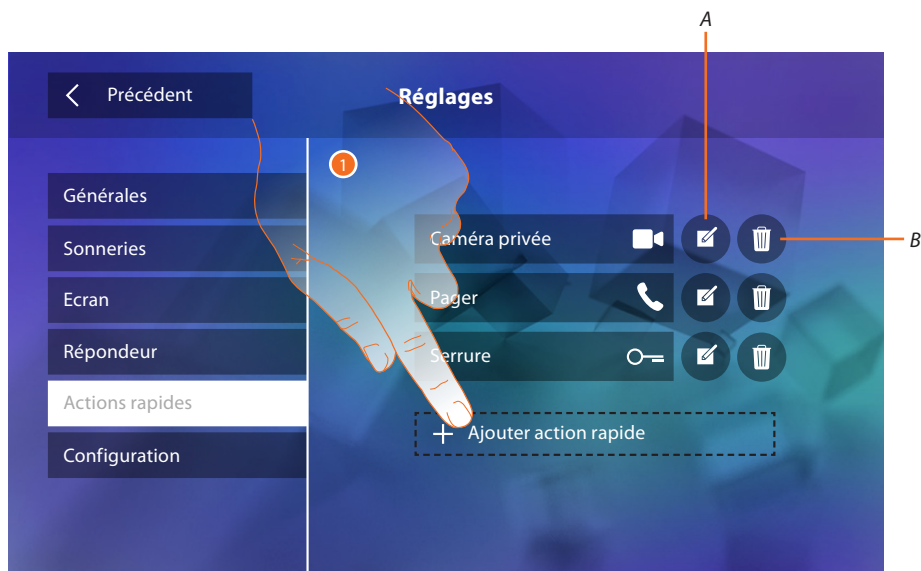 A
Précédent
Réglages
1
Générales
Sonneries
Ecran
Répondeur
Actions rapides
Configuration
Caméra privée
B
Pager
Serrure
Ajouter action rapide